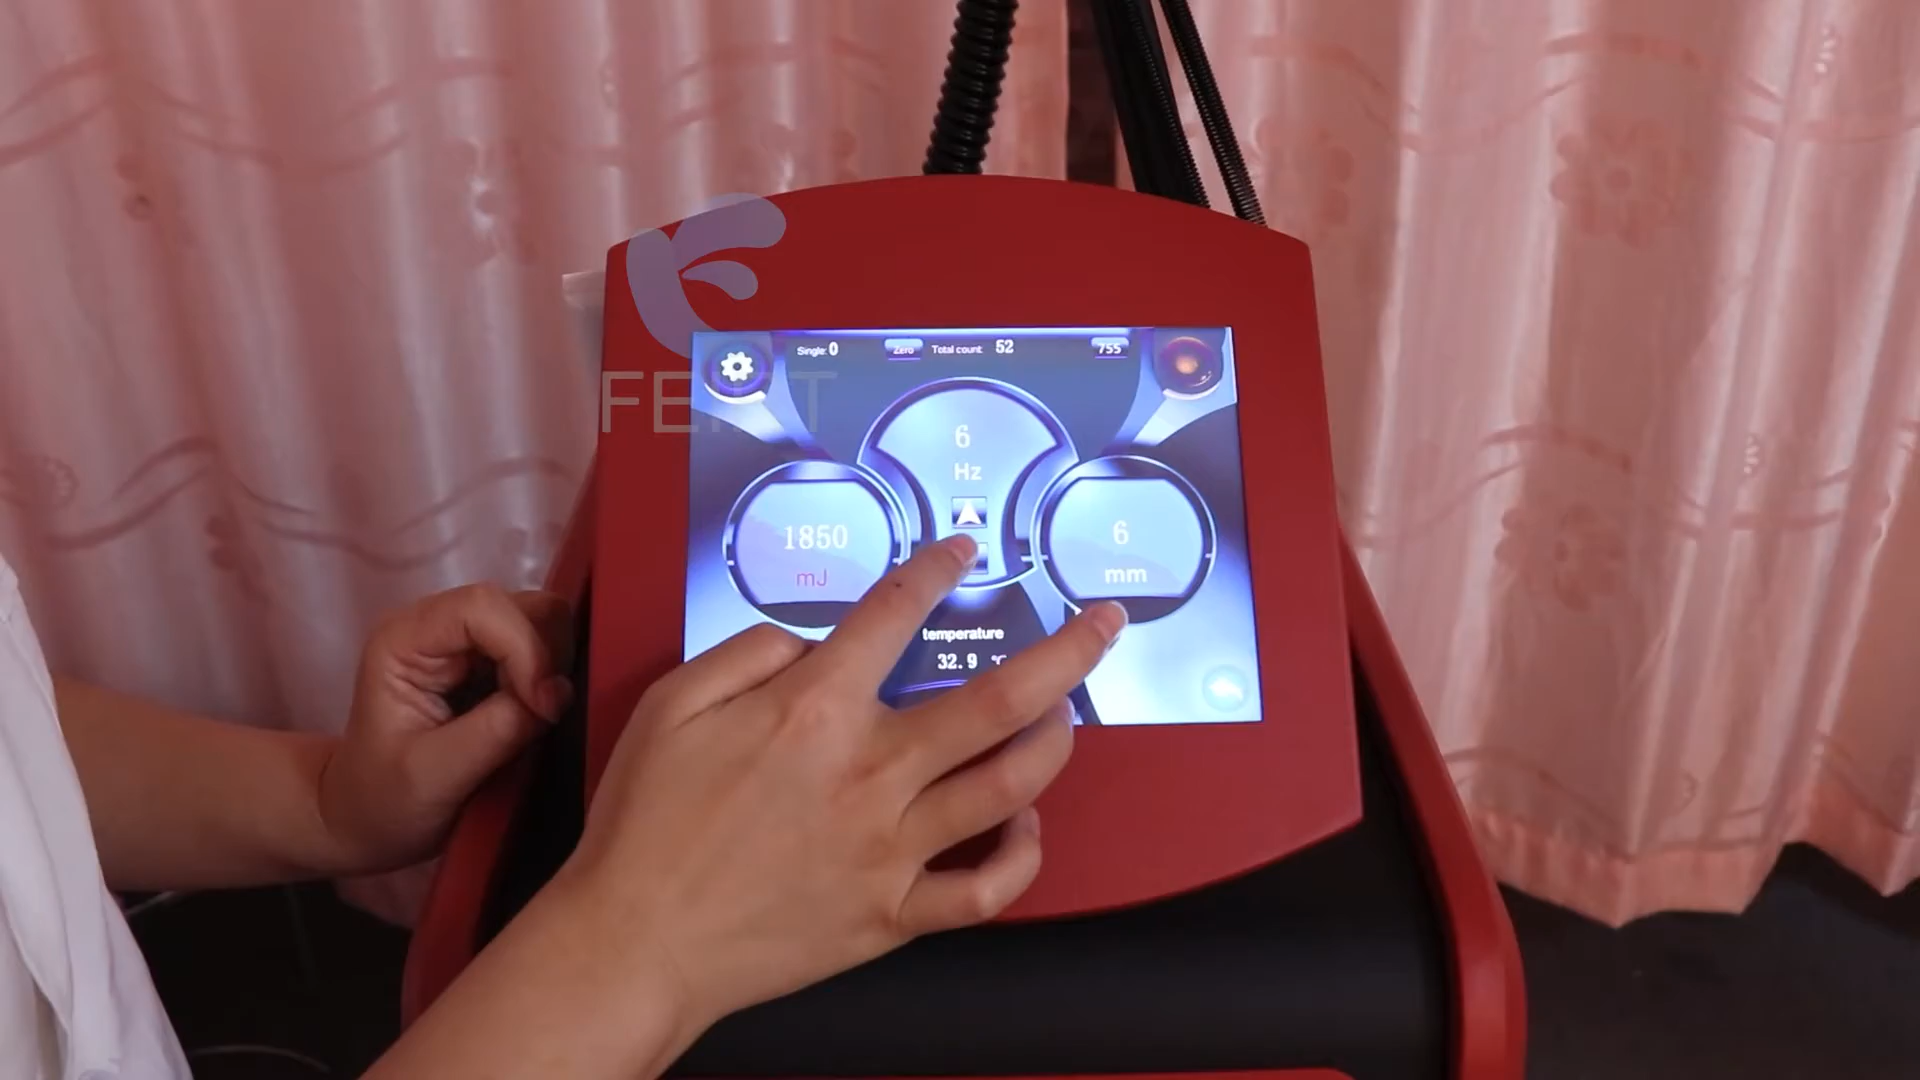 Single: 0 Zero Total count: 52 755
6
Hz
1850
mJ
6
mm
temperature
32.9 °C